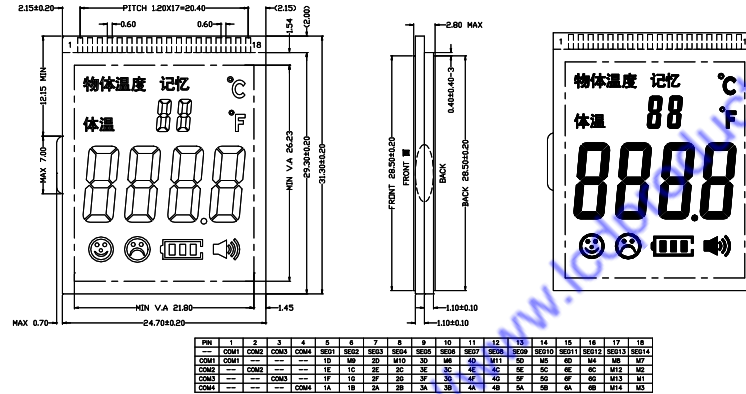 2.15±0.20
PITCH 1.20X17=20.40
(2.15)
0.60
0.60
1.54
(2.00)
2.80 MAX
1
18
1
12.15 MIN
MAX 7.00
物体温度 记忆
°C
88
体温
°F
8888
MIN V.A 26.23
29.30±0.20
31.30±0.20
MIN V.A 21.80
1.45
MAX 0.70
24.70±0.20
0.40±0.40-3
FRONT 28.50±0.20
FRONT
BACK
BACK 28.50±0.20
1.10±0.10
1.10±0.10
物体温度 记忆
°C
88
体温
°F
888.8
www.lcdproduc
PIN 1 2 3 4 5 6 7 8 9 10 11 12 13 14 15 16 17 18
--- COM1 COM2 COM3 COM4 SEG1 SEG2 SEG3 SEG4 SEG5 SEG6 SEG7 SEG8 SEG9 SEG10 SEG11 SEG12 SEG13 SEG14
COM1 COM1 --- --- --- 1D M9 2D M10 3D M6 4D M11 5D M5 6D M4 M8 M7
COM2 --- COM2 --- --- 1E 1C 2E 2C 3E 3C 4E 4C 5E 5C 6E 6C M12 M2
COM3 --- --- COM3 --- 1F 1G 2F 2G 3F 3G 4F 4G 5F 5G 6F 6G M13 M1
COM4 --- --- --- COM4 1A 1B 2A 2B 3A 3B 4A 4B 5A 5B 6A 6B M14 M3